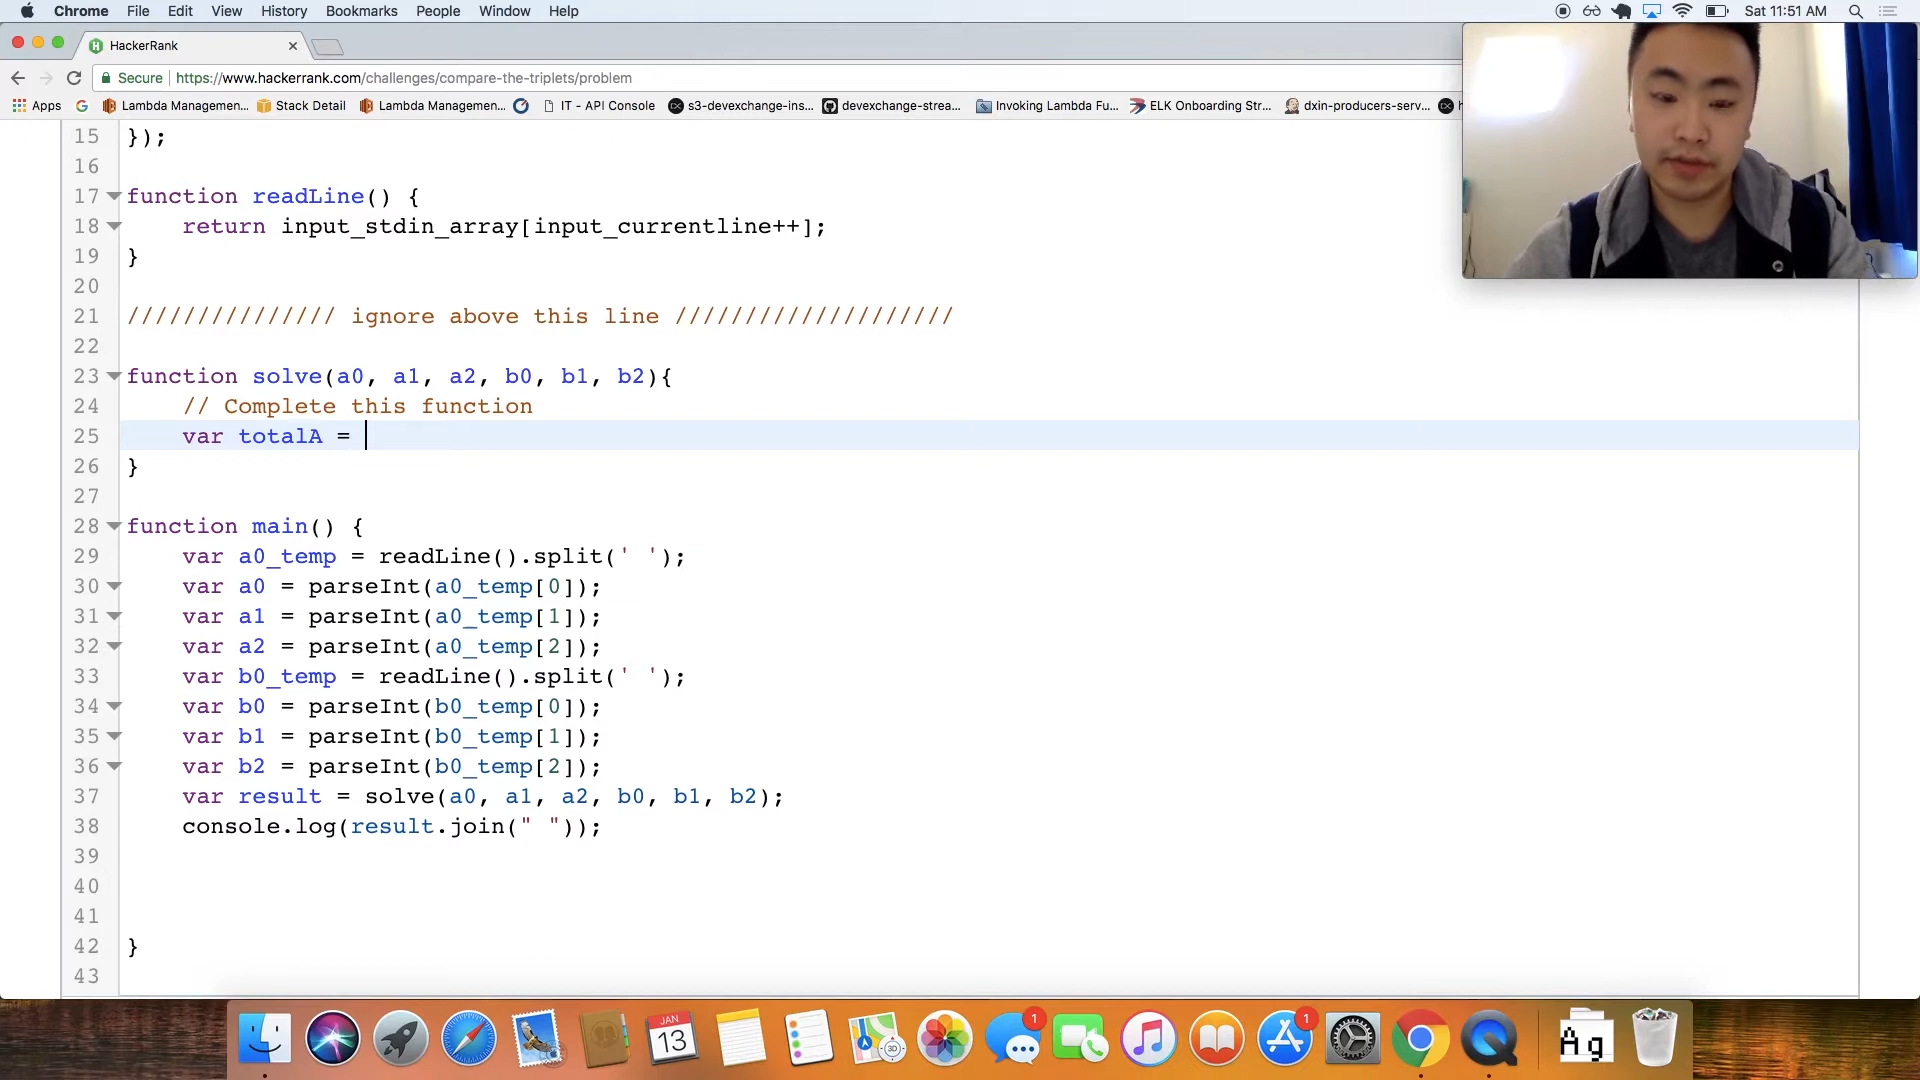 Chrome File Edit View History Bookmarks People Window Help Sat 11:51 AM
HackerRank
Secure https://www.hackerrank.com/challenges/compare-the-triplets/problem
Apps Lambda Managemen... Stack Detail Lambda Managemen... IT - API Console s3-devexchange-ins... devexchange-strea... Invoking Lambda Fu... ELK Onboarding Str... dxin-producers-serv...
15 });
16
17 function readLine() {
18 return input_stdin_array[input_currentline++];
19 }
20
21 /////////////// ignore above this line ////////////////////
22
23 function solve(a0, a1, a2, b0, b1, b2){
24 // Complete this function
25 var totalA =
26 }
27
28 function main() {
29 var a0_temp = readLine().split(' ');
30 var a0 = parseInt(a0_temp[0]);
31 var a1 = parseInt(a0_temp[1]);
32 var a2 = parseInt(a0_temp[2]);
33 var b0_temp = readLine().split(' ');
34 var b0 = parseInt(b0_temp[0]);
35 var b1 = parseInt(b0_temp[1]);
36 var b2 = parseInt(b0_temp[2]);
37 var result = solve(a0, a1, a2, b0, b1, b2);
38 console.log(result.join(" "));
39
40
41
42 }
43
JAN
13
3D
1
1
Ag